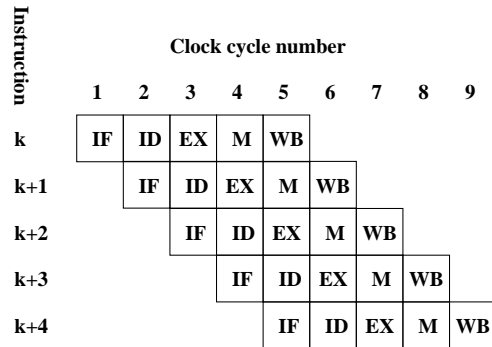 Instruction
Clock cycle number
1 2 3 4 5 6 7 8 9
k IF ID EX M WB
k+1 IF ID EX M WB
k+2 IF ID EX M WB
k+3 IF ID EX M WB
k+4 IF ID EX M WB